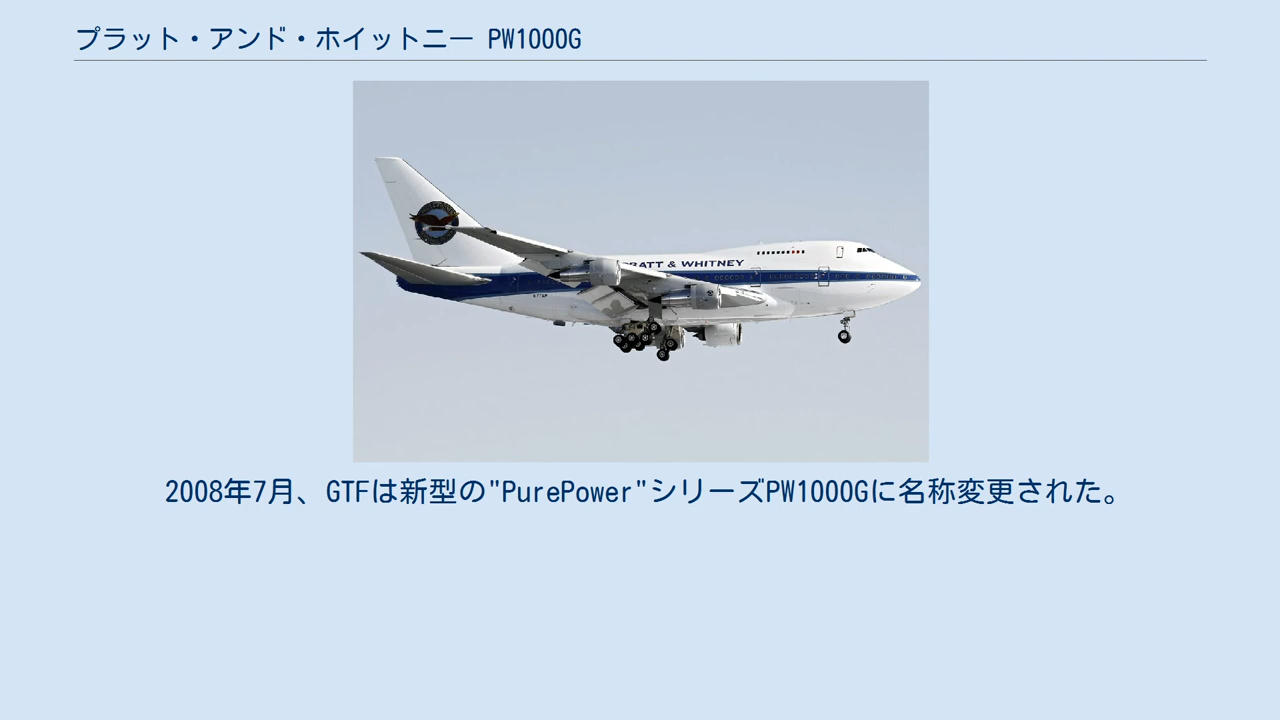 プラット・アンド・ホイットニー PW1000G
& WHITNEY
2008年7月、GTFは新型の"PurePower"シリーズPW1000Gに名称変更された。